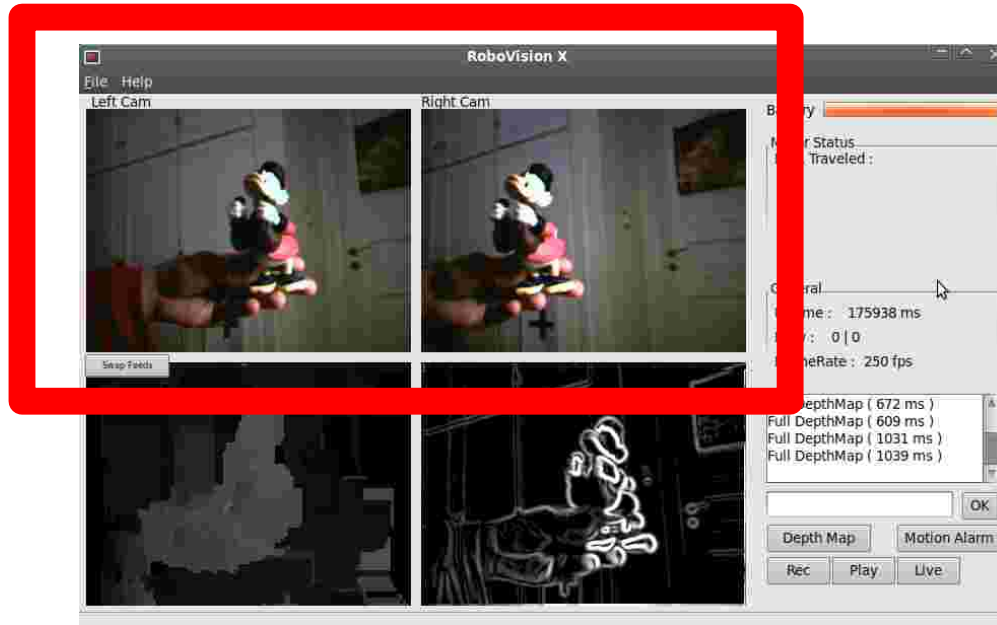 RoboVision X
File Help
Left Cam
Right Cam
Status
Traveled :
175938 ms
0 | 0
Rate : 250 fps
Swap Feeds
DepthMap ( 672 ms )
Full DepthMap ( 609 ms )
Full DepthMap ( 1031 ms )
Full DepthMap ( 1039 ms )
OK
Depth Map
Motion Alarm
Rec
Play
Live